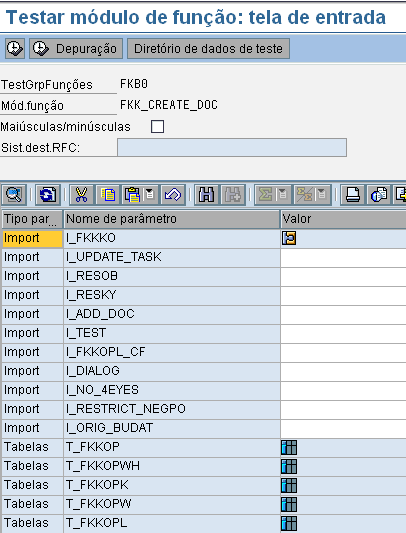 Testar módulo de função: tela de entrada
Depuração Diretório de dados de teste
TestGrpFunções FKB0
Mód.função FKK_CREATE_DOC
Maiúsculas/minúsculas
Sist.dest.RFC:
Tipo par... Nome de parâmetro Valor
Import I_FKKKO
Import I_UPDATE_TASK
Import I_RESOB
Import I_RESKY
Import I_ADD_DOC
Import I_TEST
Import I_FKKOPL_CF
Import I_DIALOG
Import I_NO_4EYES
Import I_RESTRICT_NEGPO
Import I_ORIG_BUDAT
Tabelas T_FKKOP
Tabelas T_FKKOPWH
Tabelas T_FKKOPK
Tabelas T_FKKOPW
Tabelas T_FKKOPL